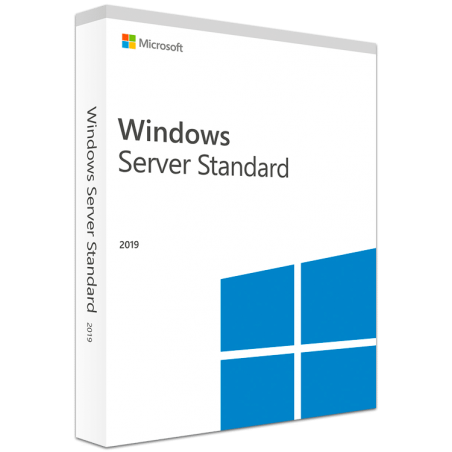 Microsoft
Windows
Server Standard
2019
Windows Server Standard
2019